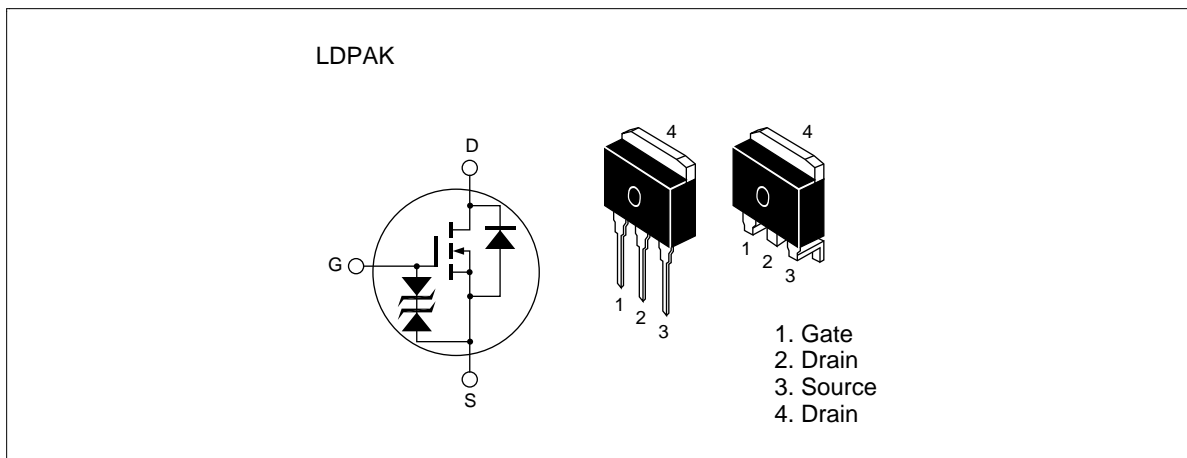 LDPAK
D
G
S
4
1
2
3
4
1
2
3
1. Gate
2. Drain
3. Source
4. Drain